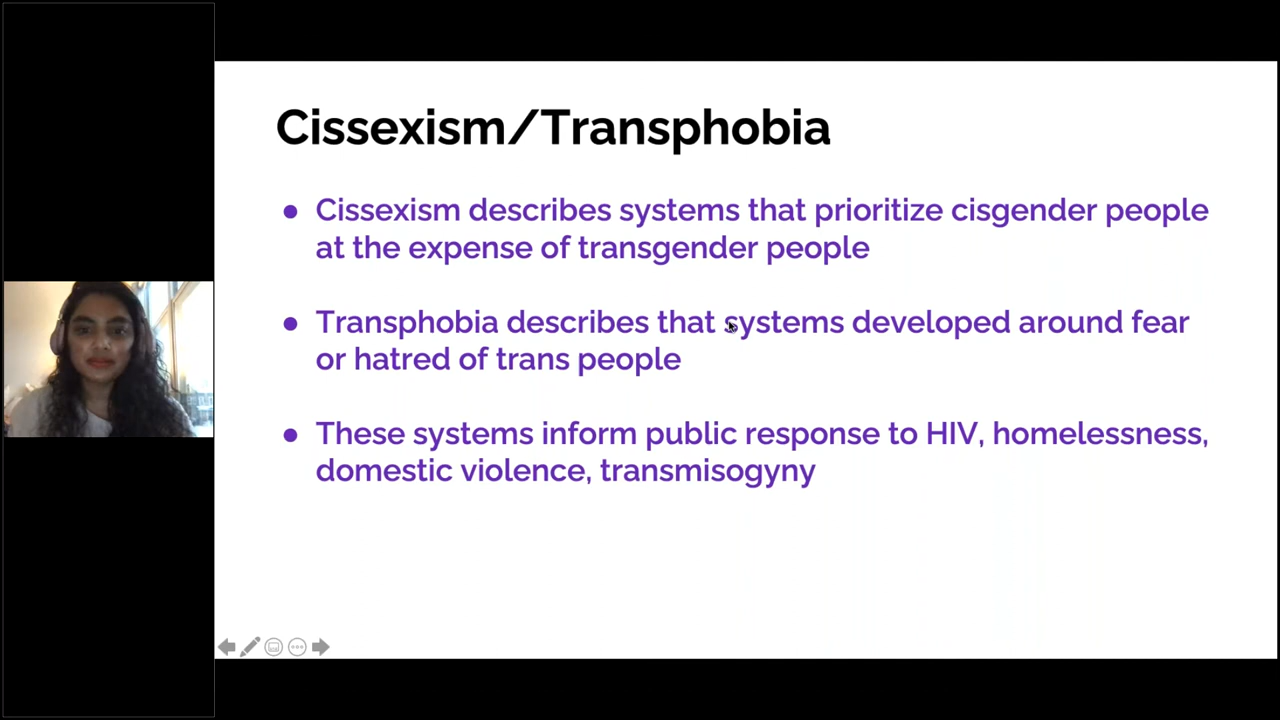 Cissexism/Transphobia
● Cissexism describes systems that prioritize cisgender people
at the expense of transgender people
● Transphobia describes that systems developed around fear
or hatred of trans people
● These systems inform public response to HIV, homelessness,
domestic violence, transmisogyny